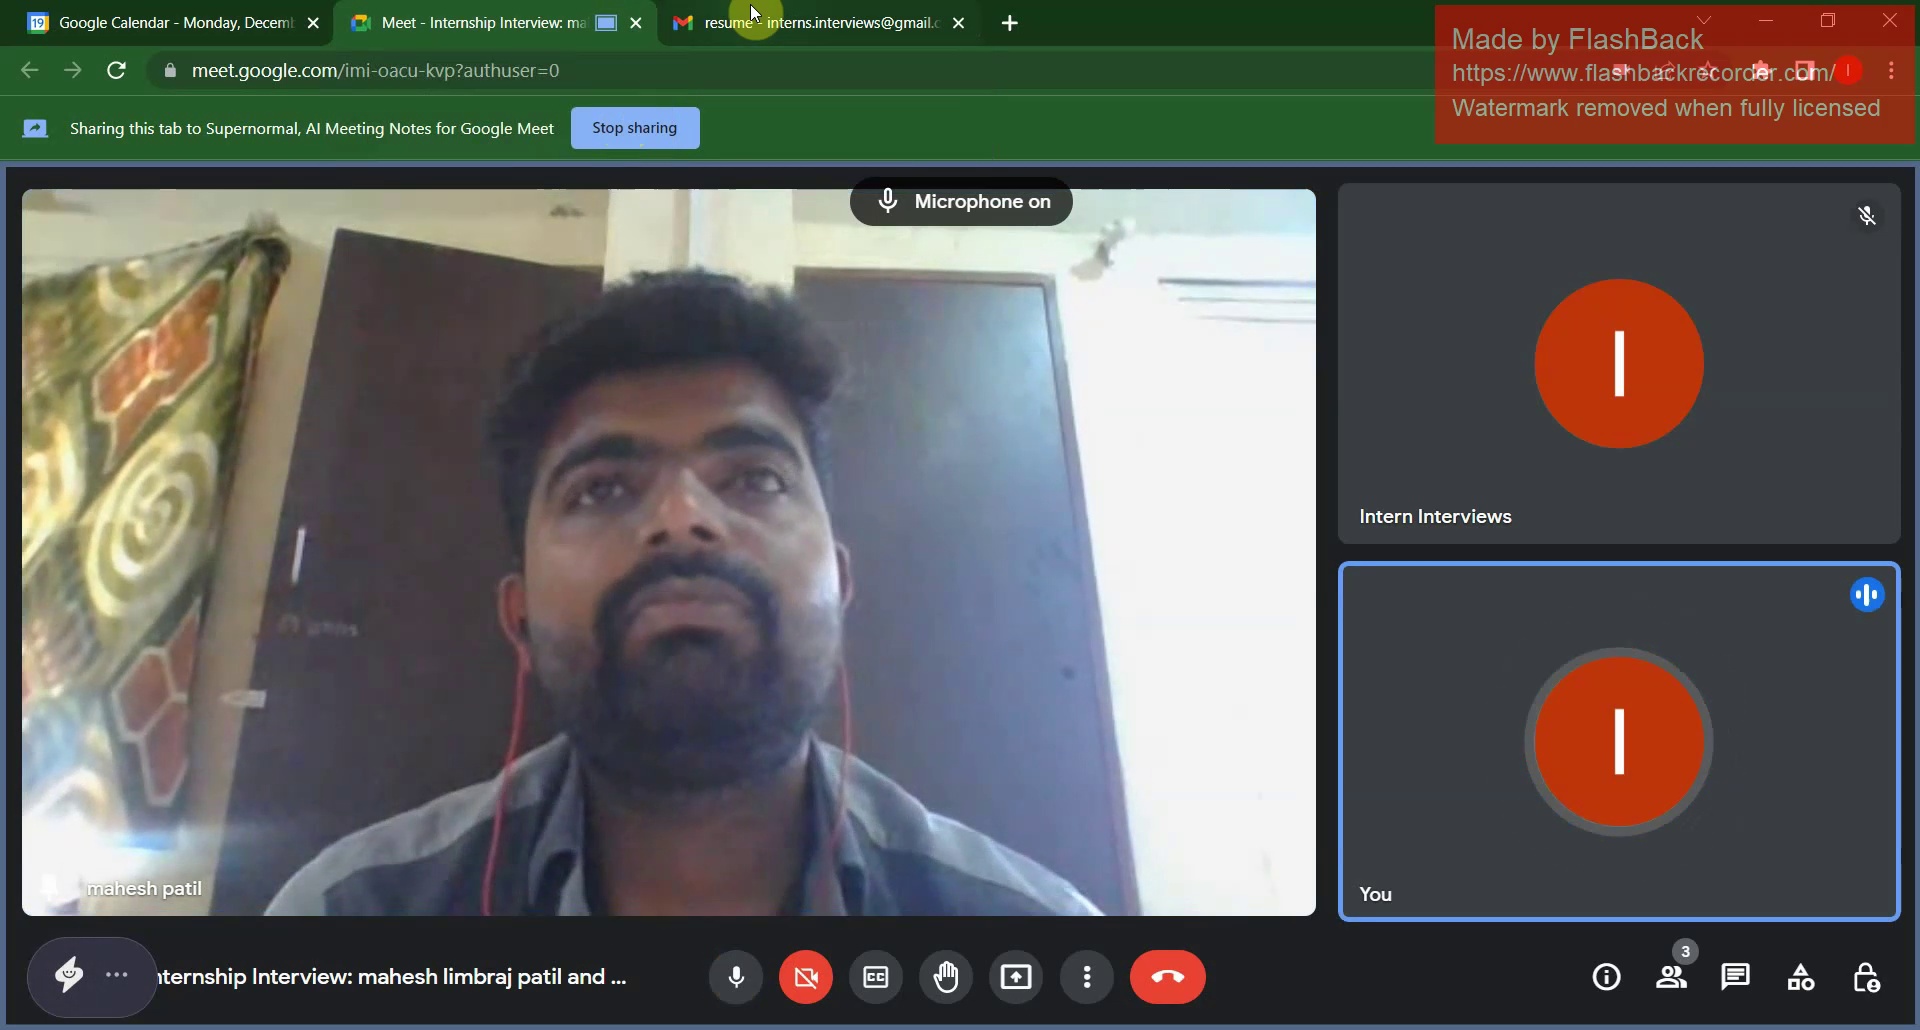 19
Google Calendar - Monday, Decem
Meet - Internship Interview: ma
resume - interns.interviews@gmail.c
meet.google.com/imi-oacu-kvp?authuser=0
Made by FlashBack
https://www.flashbackrecorder.com/
Watermark removed when fully licensed
I
Sharing this tab to Supernormal, AI Meeting Notes for Google Meet
Stop sharing
Microphone on
I
Intern Interviews
mahesh patil
I
You
nternship Interview: mahesh limbraj patil and ...
CC
3